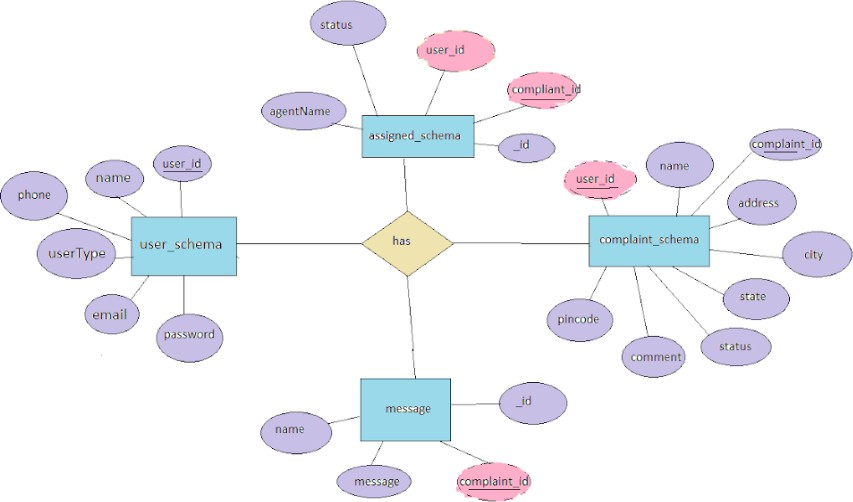 status
user_id
compliant_id
agentName
assigned_schema
_id
user_id
name
complaint_id
name
user_id
phone
address
user_schema
has
complaint_schema
userType
city
email
password
pincode
state
comment
status
message
_id
name
message
complaint_id